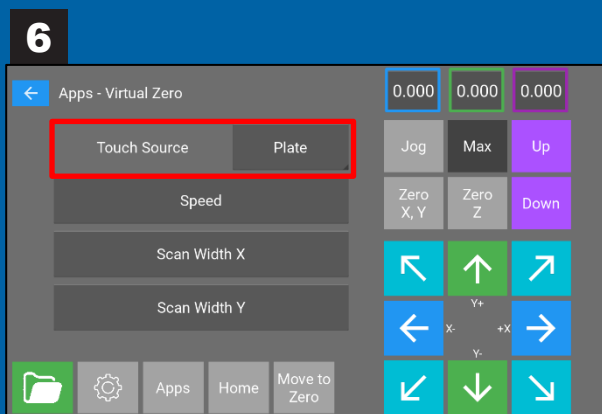 6
Apps - Virtual Zero
0.000 0.000 0.000
Touch Source Plate
Jog Max Up
Speed
Zero X, Y
Zero Z
Down
Scan Width X
Scan Width Y
Y+
X- +X
Y-
Apps Home
Move to
Zero